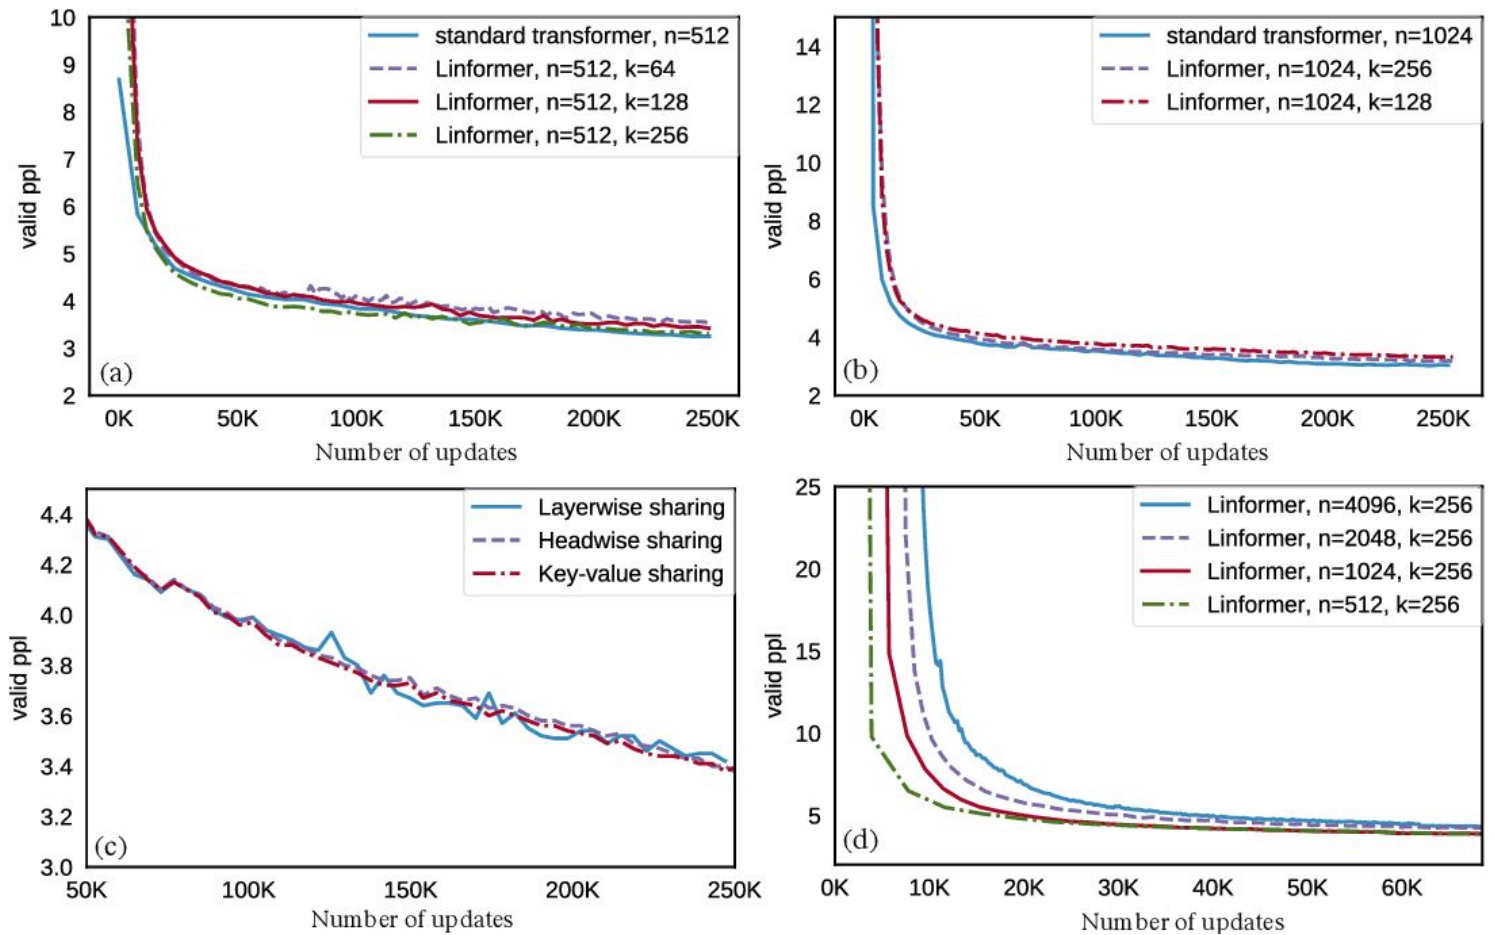 10
9
8
7
6
5
4
3
2
valid ppl
standard transformer, n=512
Linformer, n=512, k=64
Linformer, n=512, k=128
Linformer, n=512, k=256
(a)
0K 50K 100K 150K 200K 250K
Number of updates
14
12
10
8
6
4
2
valid ppl
standard transformer, n=1024
Linformer, n=1024, k=256
Linformer, n=1024, k=128
(b)
0K 50K 100K 150K 200K 250K
Number of updates
4.4
4.2
4.0
3.8
3.6
3.4
3.2
3.0
valid ppl
Layerwise sharing
Headwise sharing
Key-value sharing
(c)
50K 100K 150K 200K 250K
Number of updates
25
20
15
10
5
valid ppl
Linformer, n=4096, k=256
Linformer, n=2048, k=256
Linformer, n=1024, k=256
Linformer, n=512, k=256
(d)
0K 10K 20K 30K 40K 50K 60K
Number of updates